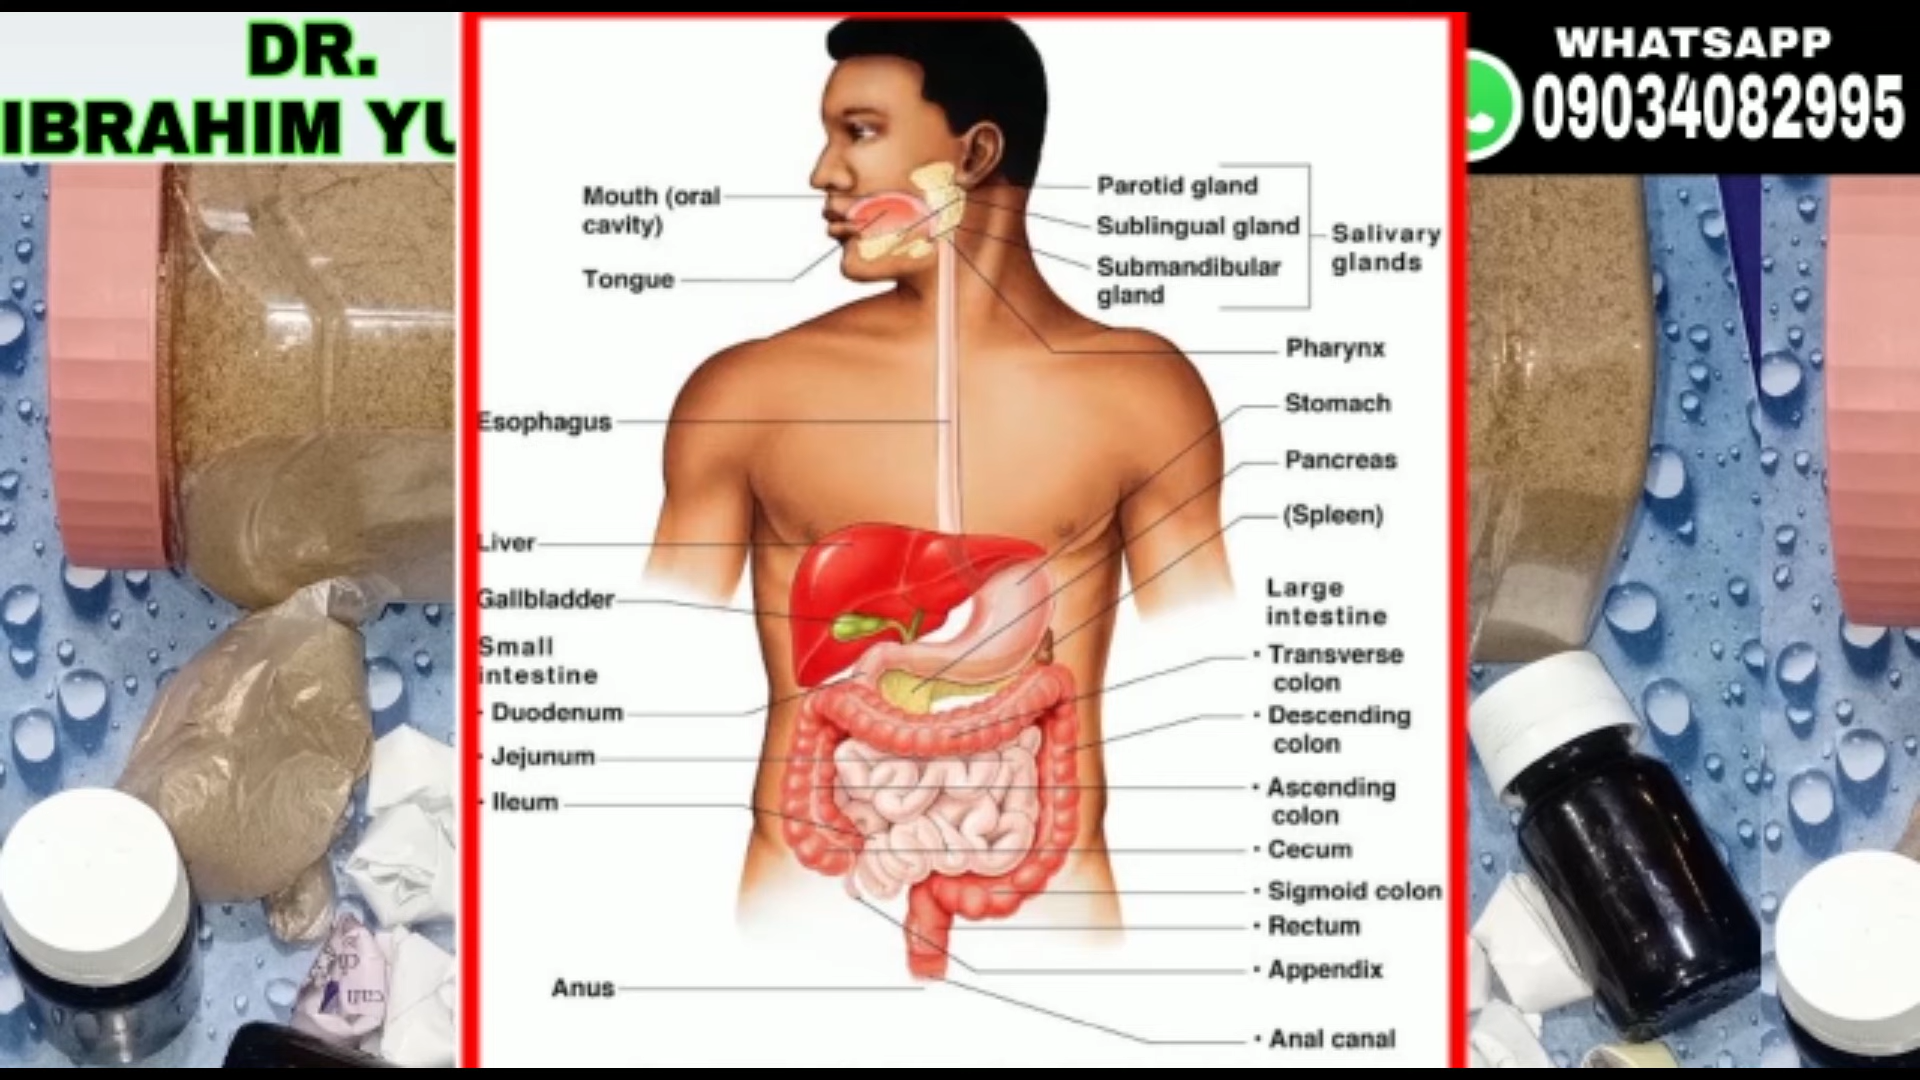 DR.
IBRAHIM YU
WHATSAPP
09034082995
Mouth (oral
cavity)
Tongue
Esophagus
Liver
Gallbladder
Small
intestine
· Duodenum
· Jejunum
· Ileum
Anus
Parotid gland
Sublingual gland
Submandibular
gland
Salivary
glands
Pharynx
Stomach
Pancreas
(Spleen)
Large
intestine
· Transverse
colon
· Descending
colon
· Ascending
colon
· Cecum
· Sigmoid colon
· Rectum
· Appendix
· Anal canal